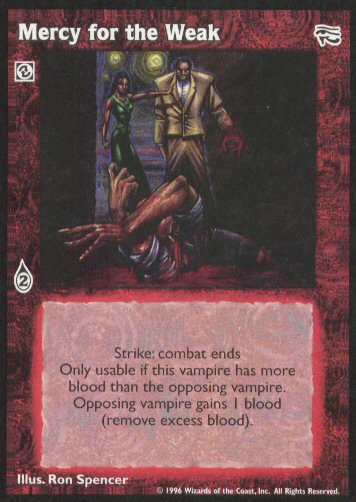 Mercy for the Weak
2
Strike: combat ends
Only usable if this vampire has more
blood than the opposing vampire.
Opposing vampire gains 1 blood
(remove excess blood).
Illus. Ron Spencer
© 1996 Wizards of the Coast, Inc. All Rights Reserved.